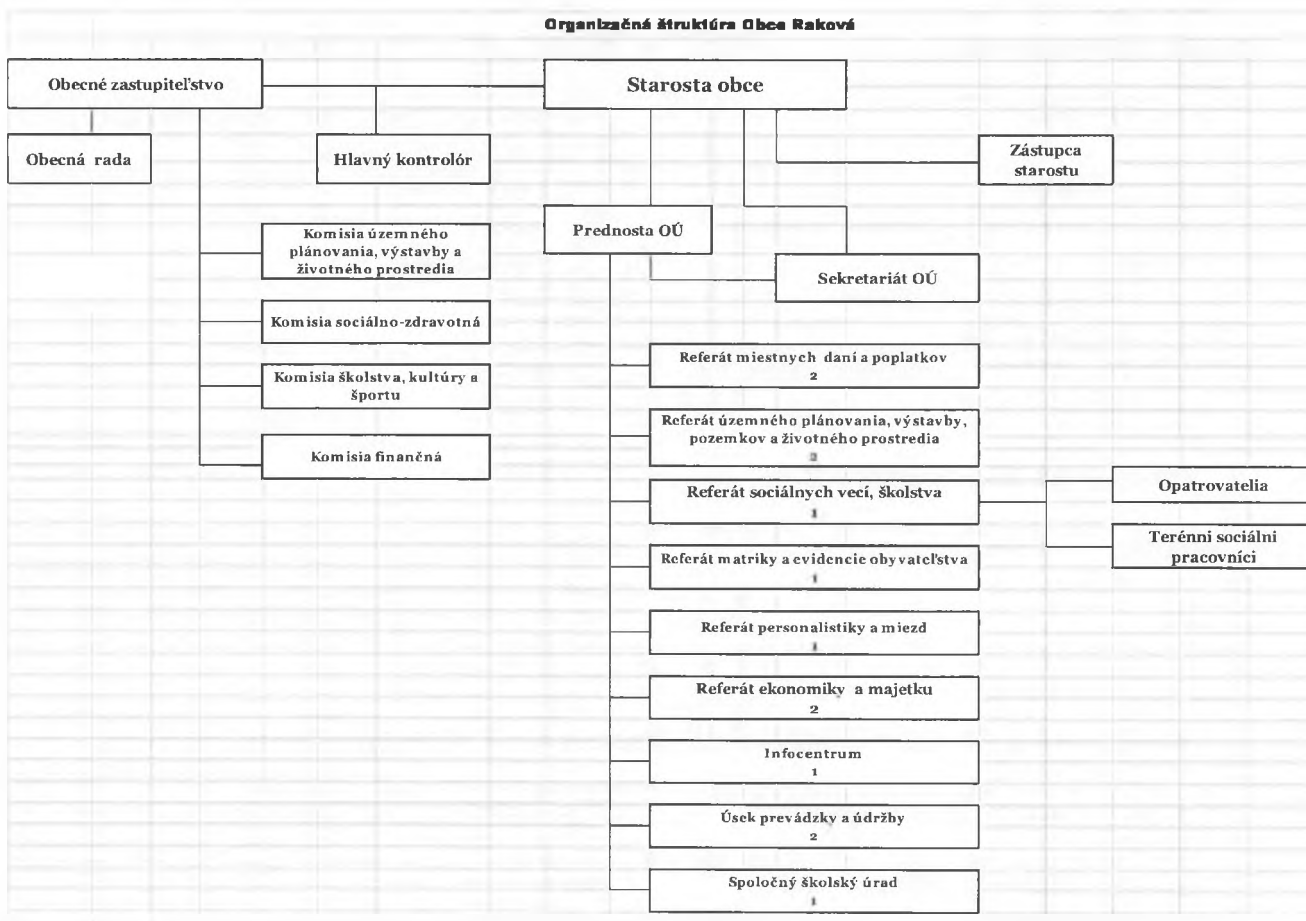 Organizačná štruktúra Obce Raková
Obecné zastupiteľstvo
Starosta obce
Obecná rada
Hlavný kontrolór
Zástupca
starostu
Komisia územného
plánovania, výstavby a
životného prostredia
Prednosta OÚ
Sekretariát OÚ
Komisia sociálno-zdravotná
Komisia školstva, kultúry a
športu
Komisia finančná
Referát miestnych daní a poplatkov
2
Referát územného plánovania, výstavby,
pozemkov a životného prostredia
Referát sociálnych vecí, školstva
1
Opatrovatelia
Terénni sociálni
pracovníci
Referát matriky a evidencie obyvateľstva
1
Referát personalistiky a miezd
1
Referát ekonomiky a majetku
2
Infocentrum
1
Úsek prevádzky a údržby
2
Spoločný školský úrad
1